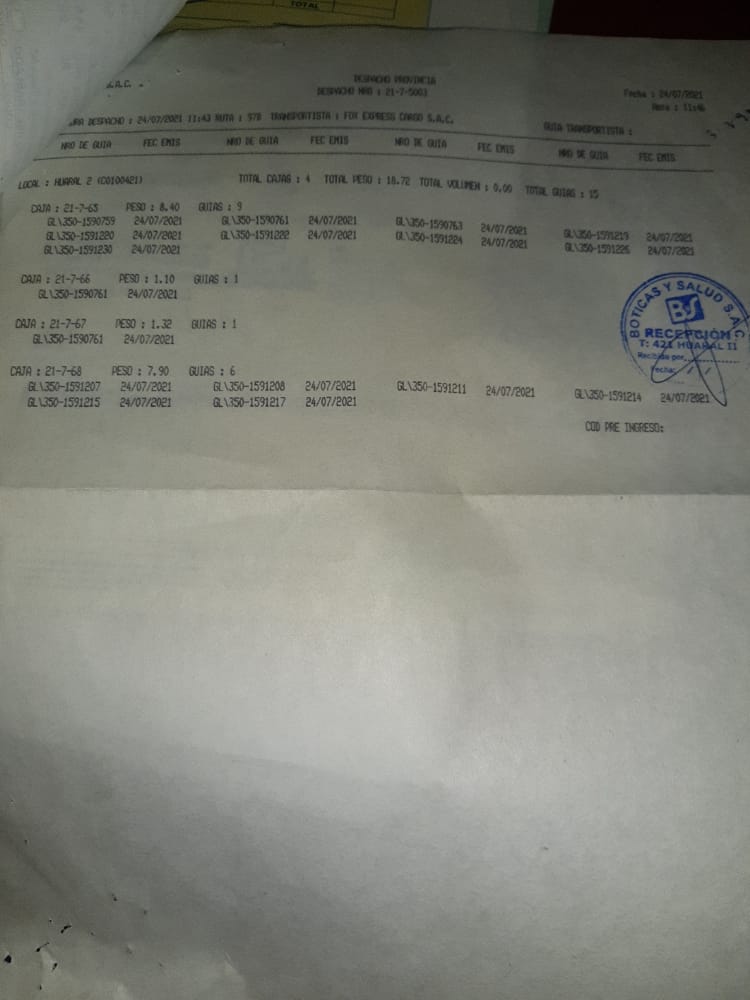 TOTAL
S.A.C.
DESPACHO PROVINCIA
DESPACHO NRO : 21-7-5003
Fecha : 24/07/2021
Hora : 11:46
DESPACHO : 24/07/2021 11:43 RUTA : 578 TRANSPORTISTA : FOX EXPRESS CARGO S.A.C. GUIA TRANSPORTISTA :
NRO DE GUIA FEC EMIS NRO DE GUIA FEC EMIS NRO DE GUIA FEC EMIS NRO DE GUIA FEC EMIS
LOCAL : HUARAL 2 (C0100421) TOTAL CAJAS : 4 TOTAL PESO : 18.72 TOTAL VOLUMEN : 0.00 TOTAL GUIAS : 15
CAJA : 21-7-65 PESO : 8.40 GUIAS : 9
GL\350-1590759 24/07/2021 GL\350-1590761 24/07/2021 GL\350-1590763 24/07/2021 GL\350-1591219 24/07/2021
GL\350-1591220 24/07/2021 GL\350-1591222 24/07/2021 GL\350-1591224 24/07/2021 GL\350-1591226 24/07/2021
GL\350-1591230 24/07/2021
CAJA : 21-7-66 PESO : 1.10 GUIAS : 1
GL\350-1590761 24/07/2021
CAJA : 21-7-67 PESO : 1.32 GUIAS : 1
GL\350-1590761 24/07/2021
CAJA : 21-7-68 PESO : 7.90 GUIAS : 6
GL\350-1591207 24/07/2021 GL\350-1591208 24/07/2021 GL\350-1591211 24/07/2021 GL\350-1591214 24/07/2021
GL\350-1591215 24/07/2021 GL\350-1591217 24/07/2021
COD PRE INGRESO:
BOTICAS Y SALUD S.A.C
BS
RECEPCIÓN
T: 421 HUARAL II
Recibido por
Fecha: